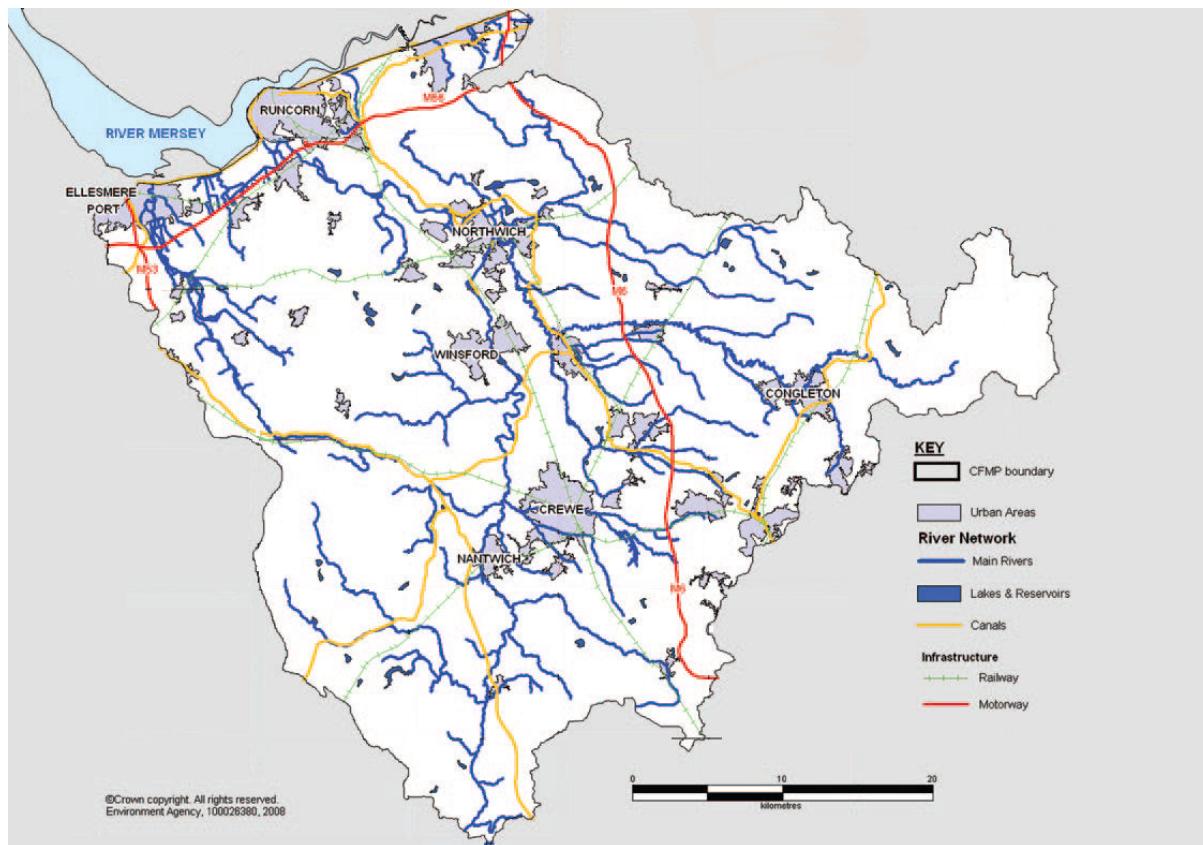 RUNCORN
M56
RIVER MERSEY
ELLESMERE
PORT
NORTHWICH
M53
M6
WINSFORD
CONGLETON
CREWE
NANTWICH
M6
KEY
CFMP boundary
Urban Areas
River Network
Main Rivers
Lakes & Reservoirs
Canals
Infrastructure
Railway
Motorway
0 10 20
kilometres
©Crown copyright. All rights reserved.
Environment Agency, 100026380, 2008